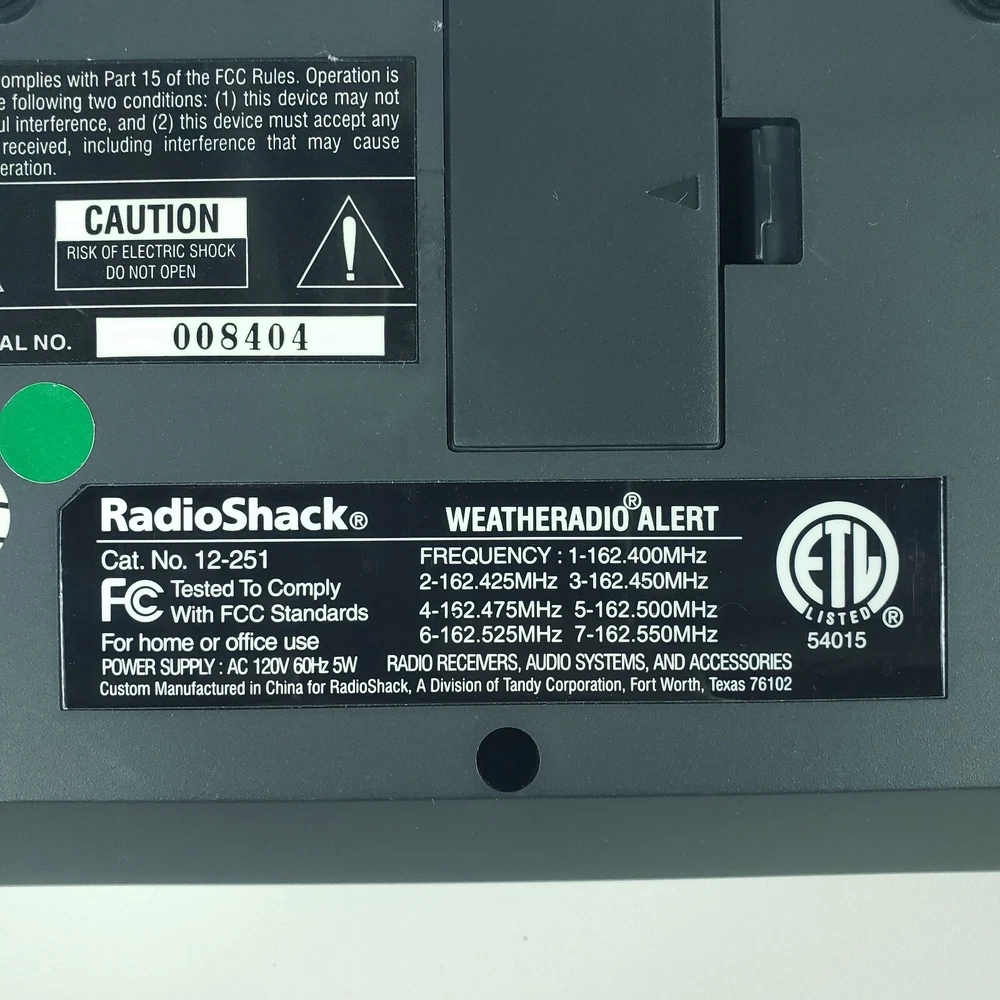 omplies with Part 15 of the FCC Rules. Operation is
e following two conditions: (1) this device may not
ul interference, and (2) this device must accept any
received, including interference that may cause
eration.
CAUTION
RISK OF ELECTRIC SHOCK
DO NOT OPEN
!
AL NO. 008404
RadioShack® WEATHERADIO® ALERT
Cat. No. 12-251
FC Tested To Comply
With FCC Standards
For home or office use
FREQUENCY : 1-162.400MHz
2-162.425MHz 3-162.450MHz
4-162.475MHz 5-162.500MHz
6-162.525MHz 7-162.550MHz
POWER SUPPLY : AC 120V 60Hz 5W RADIO RECEIVERS, AUDIO SYSTEMS, AND ACCESSORIES
Custom Manufactured in China for RadioShack, A Division of Tandy Corporation, Fort Worth, Texas 76102
ETL
LISTED ®
54015